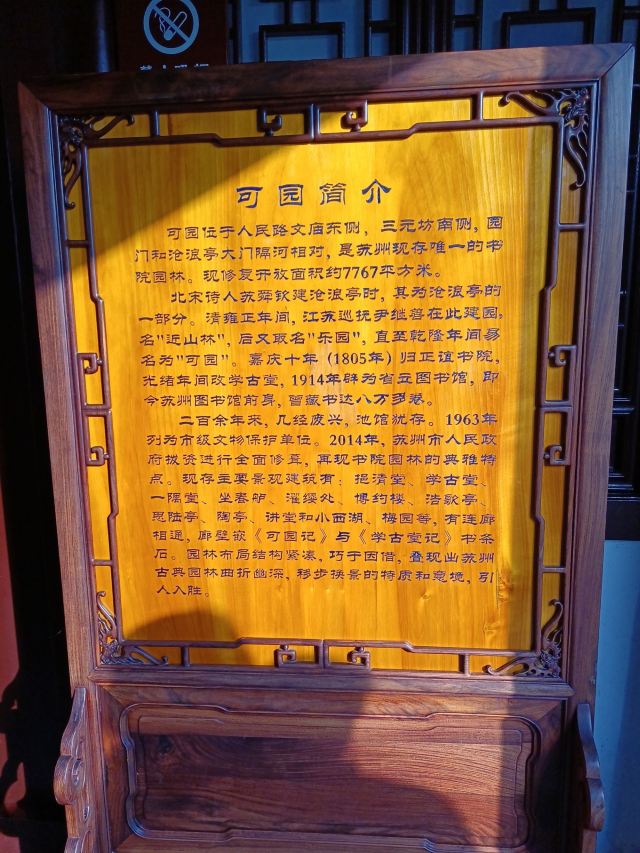 可园简介
可园位于人民路文庙东侧，三元坊南侧，园
门和沧浪亭大门隔河相对，是苏州现存唯一的书
院园林。现修复开放面积约7767平方米。
北宋诗人苏舜钦建沧浪亭时，其为沧浪亭的
一部分。清雍正年间，江苏巡抚尹继善在此建园，
名"近山林"，后又取名"乐园"，直至乾隆年间易
名为"可园"。嘉庆十年（1805年）归正谊书院，
光绪年间改学古堂，1914年辟为省立图书馆，即
今苏州图书馆前身，曾藏书达八万多卷。
二百余年来，几经废兴，池馆犹存。1963年
列为市级文物保护单位。2014年，苏州市人民政
府拨资进行全面修葺，再现书院园林的典雅特
点。现存主要景观建筑有：挹清堂、学古堂、
一隅堂、坐春舻、濯缨处、博约楼、浩歌亭、
思陆亭、陶亭、讲堂和小西湖、梅园等，有连廊
相通，廊壁嵌《可园记》与《学古堂记》书条
石。园林布局结构紧凑，巧于因借，叠现出苏州
古典园林曲折幽深，移步换景的特质和意境，引
人入胜。